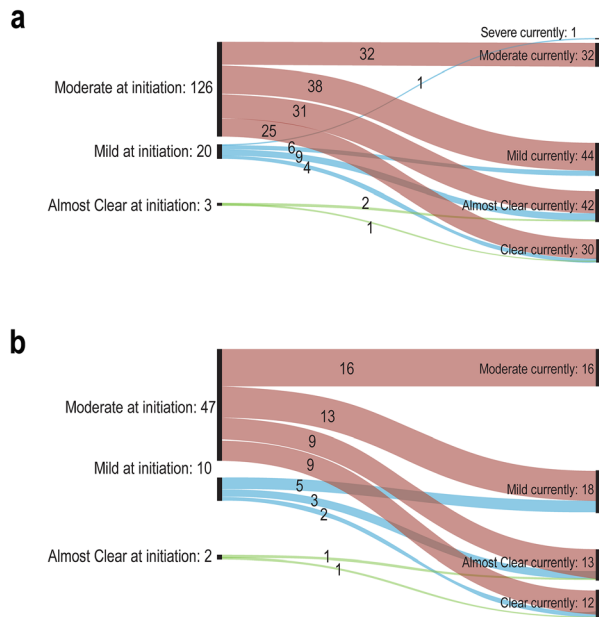 a
Severe currently: 1
32
Moderate currently: 32
1
Moderate at initiation: 126
38
31
25
Mild at initiation: 20
6
9
4
Mild currently: 44
Almost Clear at initiation: 3
2
Almost Clear currently: 42
1
Clear currently: 30
b
16
Moderate currently: 16
Moderate at initiation: 47
13
9
9
Mild at initiation: 10
5
Mild currently: 18
3
2
Almost Clear at initiation: 2
1
1
Almost Clear currently: 13
Clear currently: 12